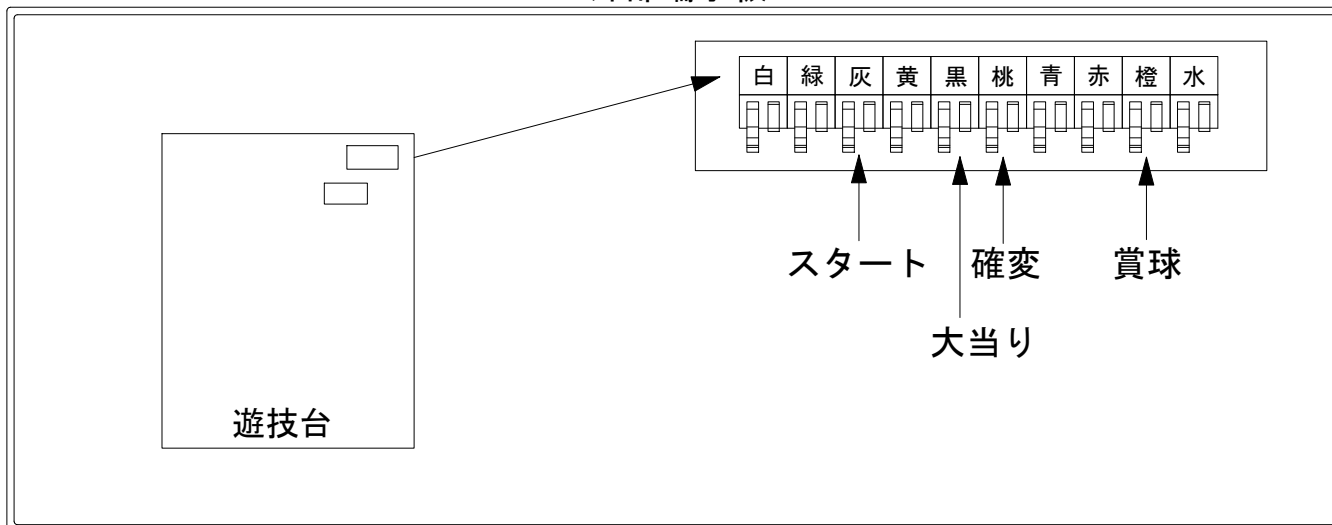 白 緑 灰 黄 黒 桃 青 赤 橙 水
スタート 確変 賞球
大当り
遊技台